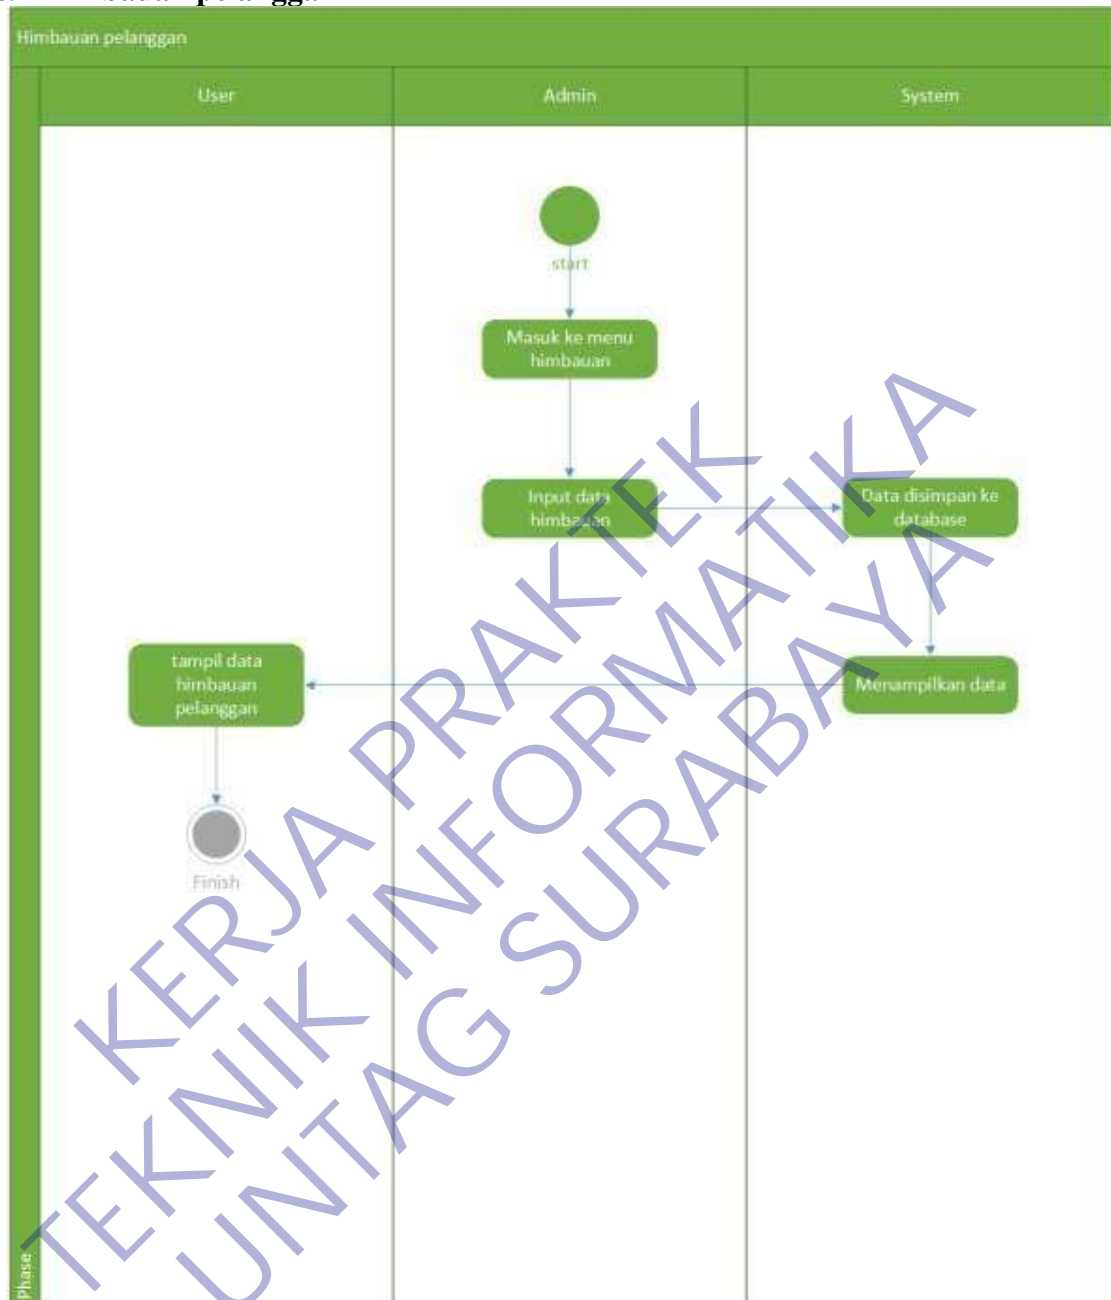 Himbauan pelanggan
User
Admin
System
start
Masuk ke menu
himbauan
Input data
himbauan
Data disimpan ke
database
tampil data
himbauan
pelanggan
Menampilkan data
Finish
Phase
KERJA PRAKTEK
TEKNIK INFORMATIKA
UNTAG SURABAYA